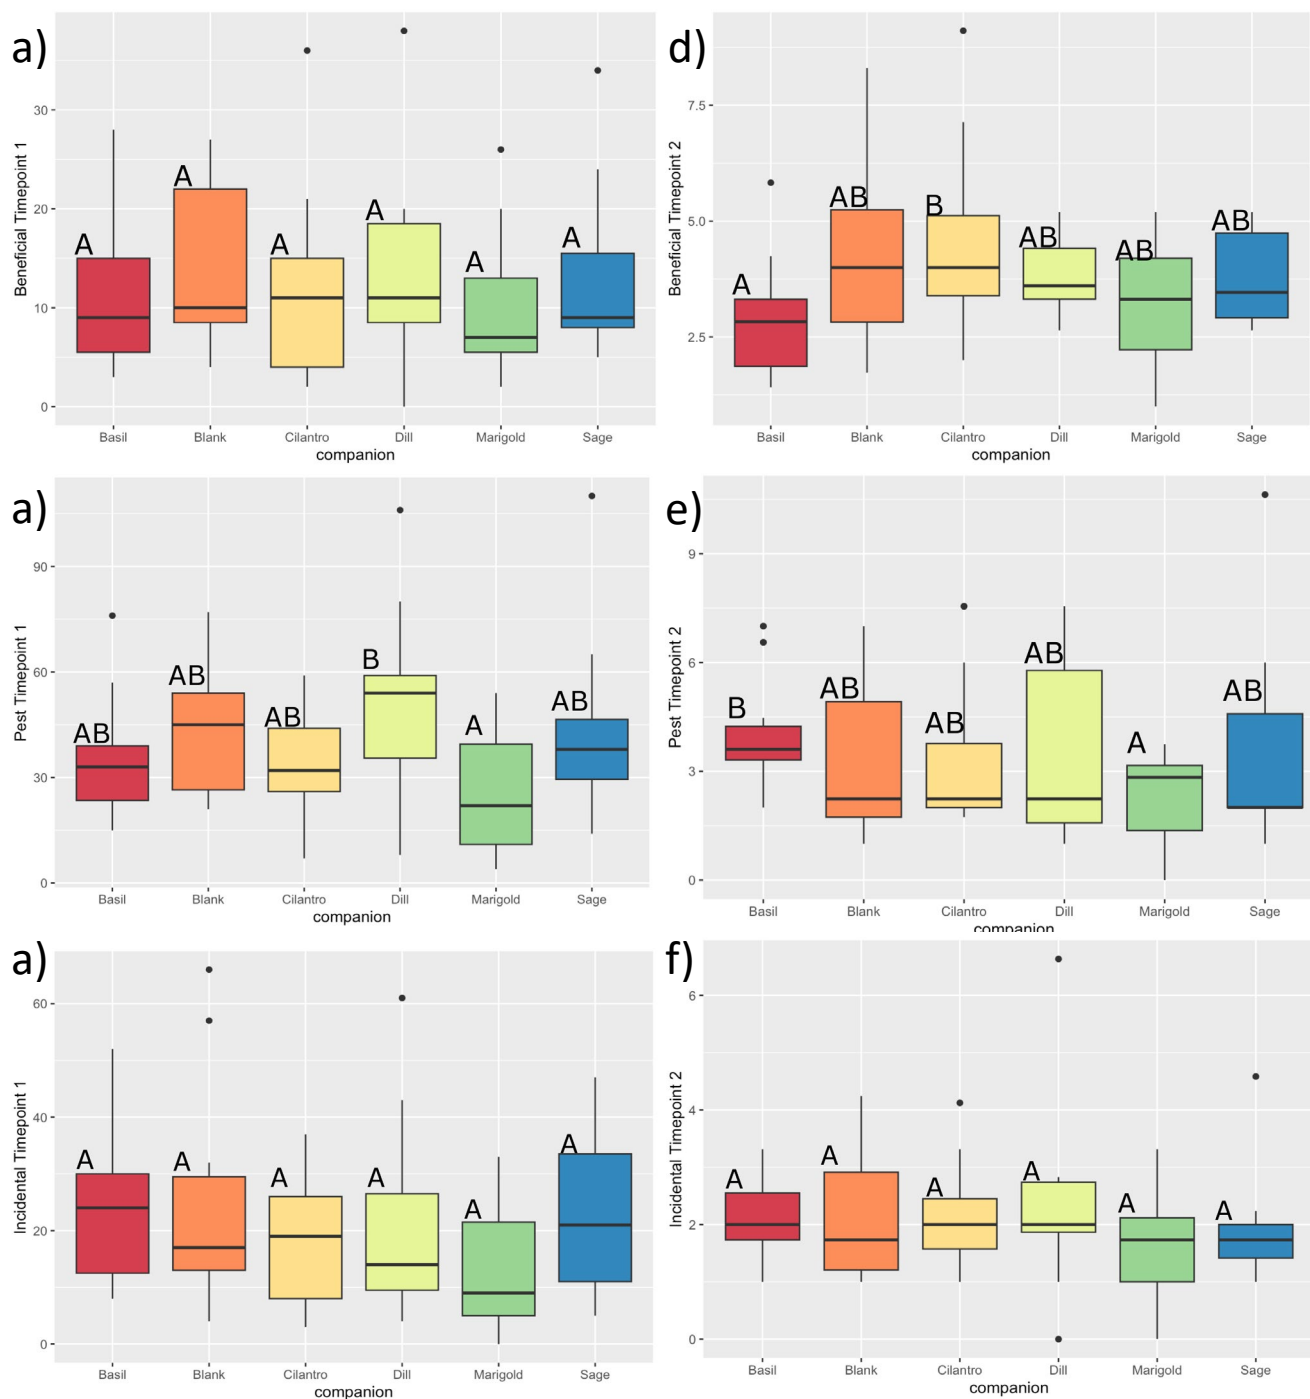 a)
Beneficial Timepoint 1
30
20
10
0
A
A
A
A
A
A
Basil Blank Cilantro Dill Marigold Sage
companion
d)
Beneficial Timepoint 2
7.5
5.0
2.5
A
AB
B
AB
AB
AB
Basil Blank Cilantro Dill Marigold Sage
companion
a)
Pest Timepoint 1
90
60
30
0
AB
AB
AB
B
A
AB
Basil Blank Cilantro Dill Marigold Sage
companion
e)
Pest Timepoint 2
9
6
3
0
B
AB
AB
AB
A
AB
Basil Blank Cilantro Dill Marigold Sage
companion
a)
Incidental Timepoint 1
60
40
20
0
A
A
A
A
A
A
Basil Blank Cilantro Dill Marigold Sage
companion
f)
Incidental Timepoint 2
6
4
2
0
A
A
A
A
A
A
Basil Blank Cilantro Dill Marigold Sage
companion